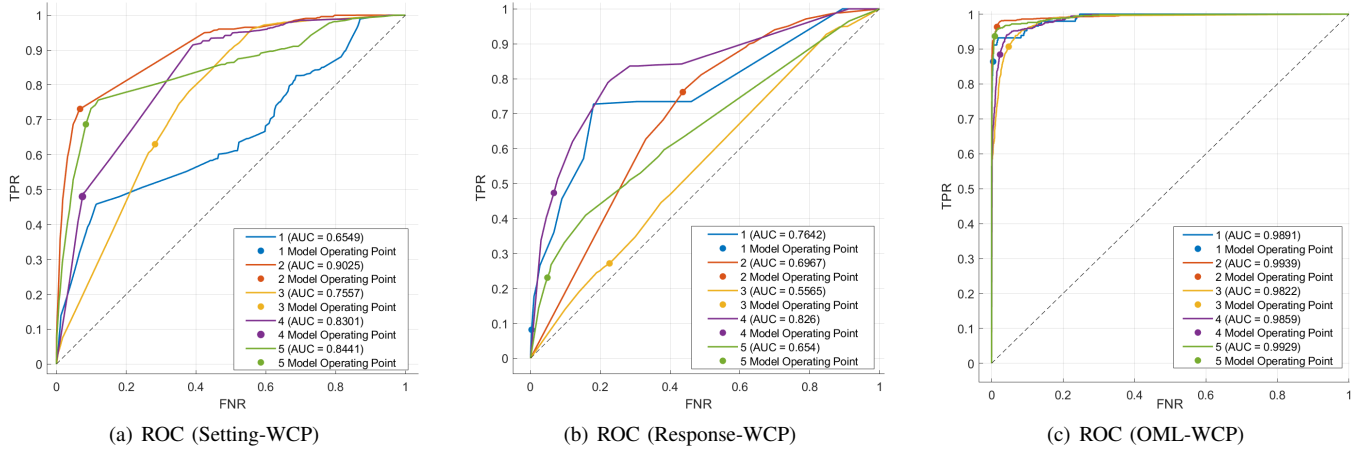 1
0.9
0.8
0.7
0.6
0.5
0.4
0.3
0.2
0.1
0
TPR
0 0.2 0.4 0.6 0.8 1
FNR
1 (AUC = 0.6549)
1 Model Operating Point
2 (AUC = 0.9025)
2 Model Operating Point
3 (AUC = 0.7557)
3 Model Operating Point
4 (AUC = 0.8301)
4 Model Operating Point
5 (AUC = 0.8441)
5 Model Operating Point
(a) ROC (Setting-WCP)
1
0.9
0.8
0.7
0.6
0.5
0.4
0.3
0.2
0.1
0
TPR
0 0.2 0.4 0.6 0.8 1
FNR
1 (AUC = 0.7642)
1 Model Operating Point
2 (AUC = 0.6967)
2 Model Operating Point
3 (AUC = 0.5565)
3 Model Operating Point
4 (AUC = 0.826)
4 Model Operating Point
5 (AUC = 0.654)
5 Model Operating Point
(b) ROC (Response-WCP)
1
0.9
0.8
0.7
0.6
0.5
0.4
0.3
0.2
0.1
0
TPR
0 0.2 0.4 0.6 0.8 1
FNR
1 (AUC = 0.9891)
1 Model Operating Point
2 (AUC = 0.9939)
2 Model Operating Point
3 (AUC = 0.9822)
3 Model Operating Point
4 (AUC = 0.9859)
4 Model Operating Point
5 (AUC = 0.9929)
5 Model Operating Point
(c) ROC (OML-WCP)